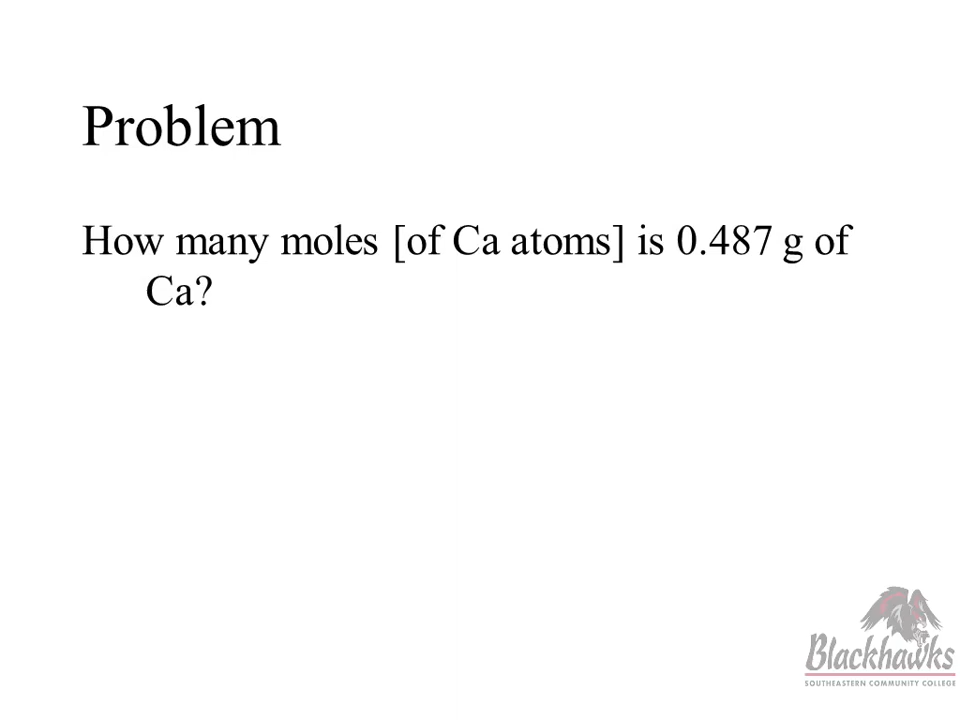 Problem
How many moles [of Ca atoms] is 0.487 g of
Ca?
Blackhawks
SOUTHEASTERN COMMUNITY COLLEGE